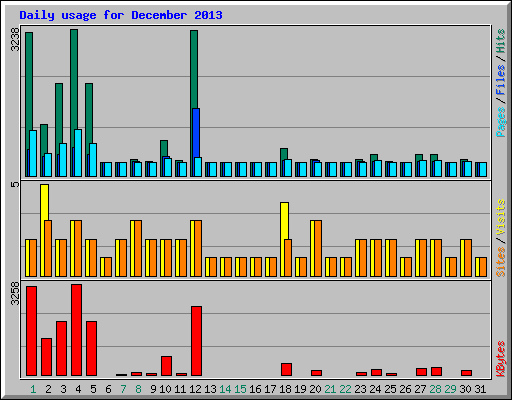 Daily usage for December 2013
3238
Pages / Files / Hits
5
Sites / Visits
3258
KBytes
1 2 3 4 5 6 7 8 9 10 11 12 13 14 15 16 17 18 19 20 21 22 23 24 25 26 27 28 29 30 31